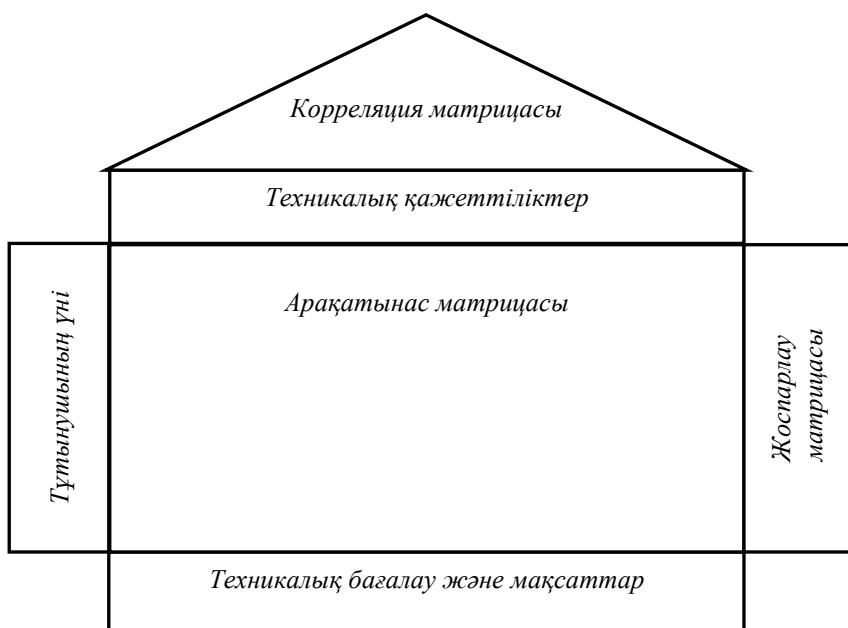 Корреляция матрицасы
Техникалық қажеттіліктер
Тұтынушының үні
Арақатынас матрицасы
Жоспарлау
матрицасы
Техникалық бағалау және мақсаттар